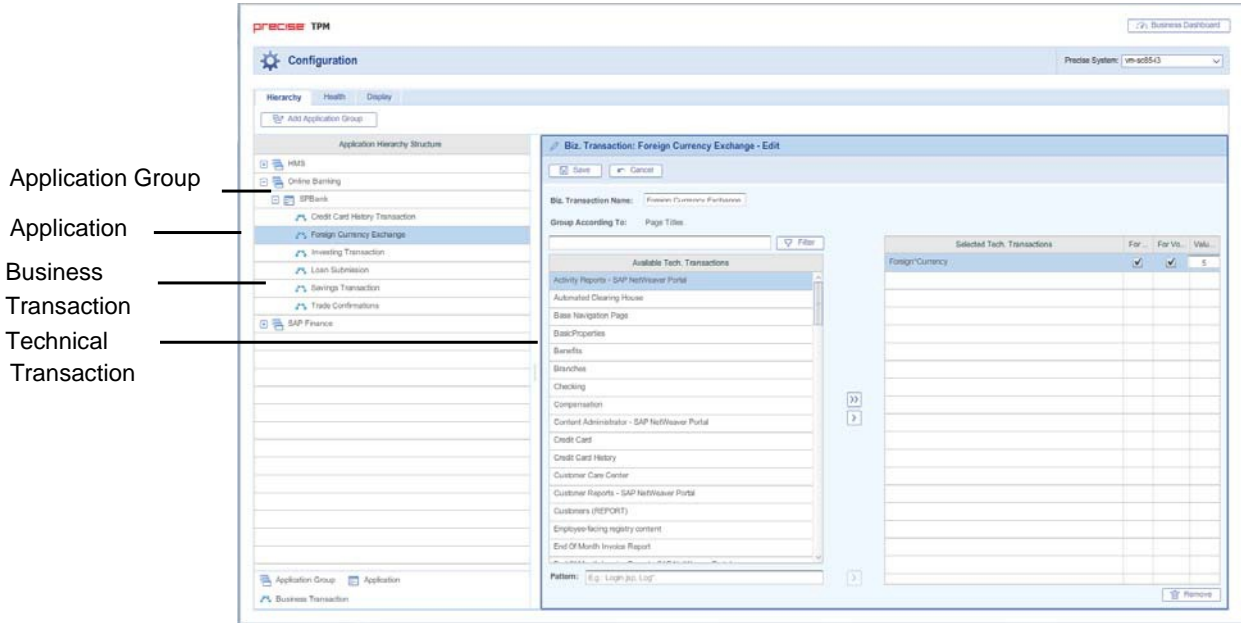 precise TPM
Business Dashboard
Configuration
Precise System:
Hierarchy Health Display
Add Application Group
Application Hierarchy Structure
HMS
Online Banking
SPBank
Credit Card History Transaction
Foreign Currency Exchange
Investing Transaction
Loan Submission
Savings Transaction
Trade Confirmations
SAP Finance
Application Group Application
Business Transaction
Application Group
Application
Business
Transaction
Technical
Transaction
Biz. Transaction: Foreign Currency Exchange - Edit
Save Cancel
Biz. Transaction Name: Foreign Currency Exchange
Group According To: Page Titles
Filter
Available Tech. Transactions
Activity Reports - SAP NetWeaver Portal
Automated Clearing House
Base Navigation Page
BasicProperties
Benefits
Branches
Checking
Compensation
Content Administrator - SAP NetWeaver Portal
Credit Card
Credit Card History
Customer Care Center
Customer Reports - SAP NetWeaver Portal
Customers (REPORT)
Employee-facing registry content
End Of Month Invoice Report
Pattern: E.g.: Login.jsp, Log*.
Selected Tech. Transactions For ... For Vo... Valu...
Foreign*Currency 5
Remove